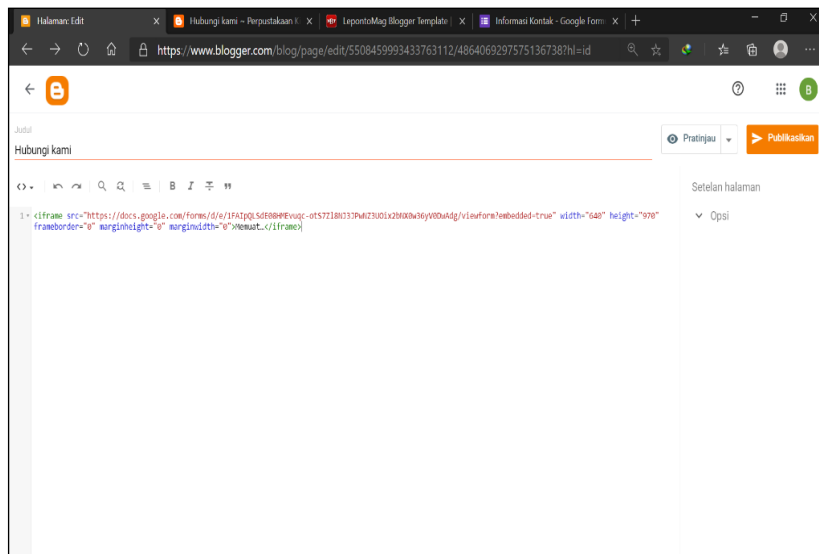 Halaman: Edit
Hubungi kami ~ Perpustakaan K
LepontoMag Blogger Template |
Informasi Kontak - Google Form
https://www.blogger.com/blog/page/edit/5508459993433763112/4864069297575136738?hl=id
B
Judul
Hubungi kami
Pratinjau
Publikasikan
B I T
Setelan halaman
Opsi
1 <iframe src="https://docs.google.com/forms/d/e/
viewform?embedded=true" width="640" height="970"
frameborder="0" marginheight="0" marginwidth="0">Memuat…</iframe>